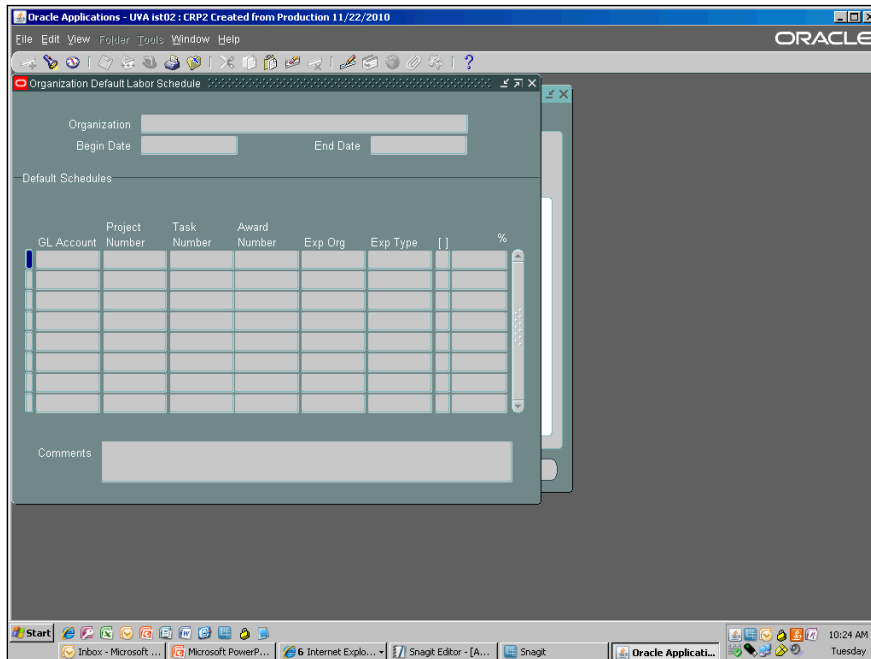 Oracle Applications - UVA ist02 : CRP2 Created from Production 11/22/2010
File Edit View Folder Tools Window Help
ORACLE
Organization Default Labor Schedule
Organization
Begin Date End Date
Default Schedules
Project Task Award
GL Account Number Number Number Exp Org Exp Type [ ] %
Comments
Start 10:24 AM
Inbox - Microsoft ... Microsoft PowerP... 6 Internet Explo... Snagit Editor - [A... Snagit Oracle Applicati... Tuesday